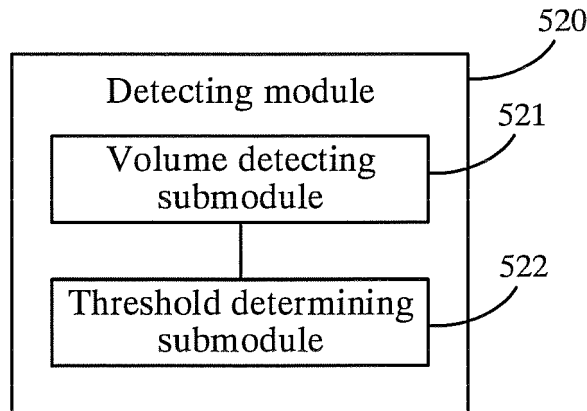 520
Detecting module
521
Volume detecting
submodule
522
Threshold determining
submodule